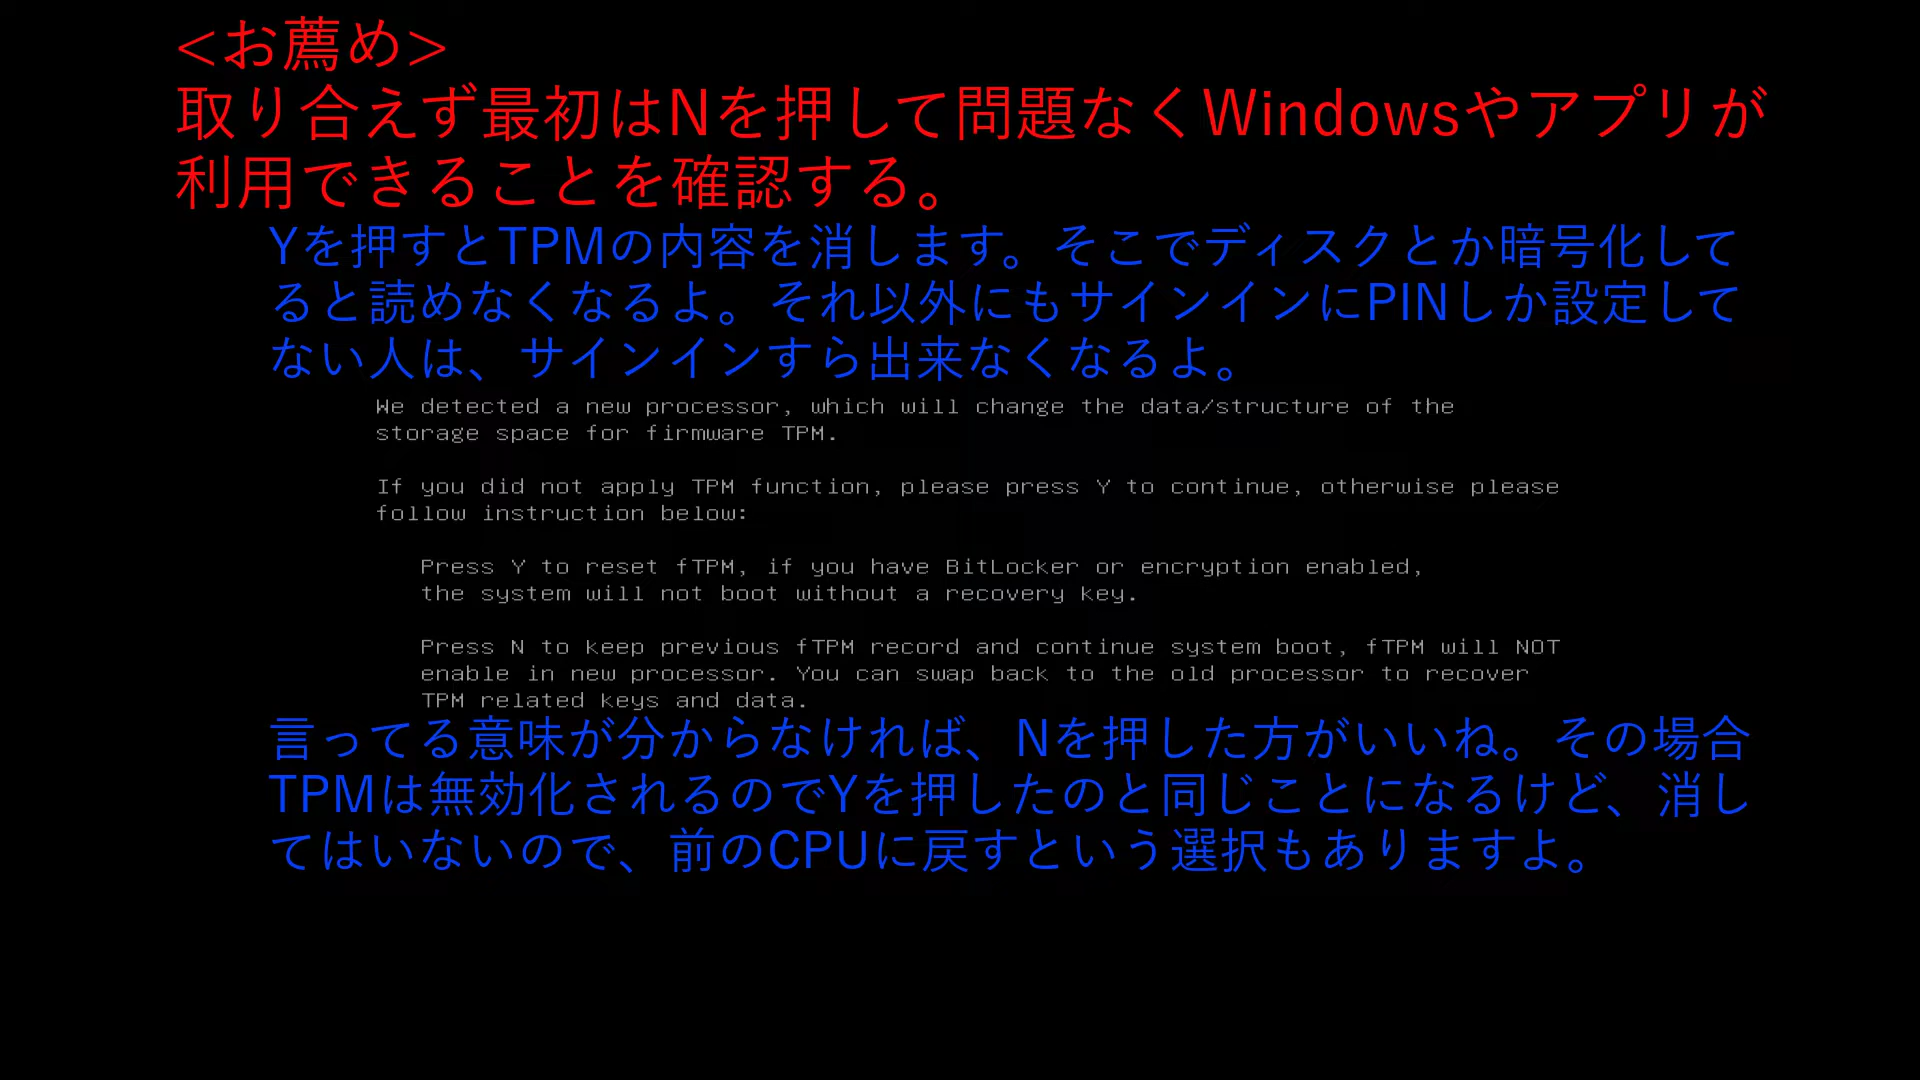 <お薦め>
取り合えず最初はNを押して問題なくWindowsやアプリが
利用できることを確認する。
Yを押すとTPMの内容を消します。そこでディスクとか暗号化して
ると読めなくなるよ。それ以外にもサインインにPINしか設定して
ない人は、サインインすら出来なくなるよ。
We detected a new processor, which will change the data/structure of the
storage space for firmware TPM.
If you did not apply TPM function, please press Y to continue, otherwise please
follow instruction below:
Press Y to reset fTPM, if you have BitLocker or encryption enabled,
the system will not boot without a recovery key.
Press N to keep previous fTPM record and continue system boot, fTPM will NOT
enable in new processor. You can swap back to the old processor to recover
TPM related keys and data.
言ってる意味が分からなければ、Nを押した方がいいね。その場合
TPMは無効化されるのでYを押したのと同じことになるけど、消し
てはいないので、前のCPUに戻すという選択もありますよ。